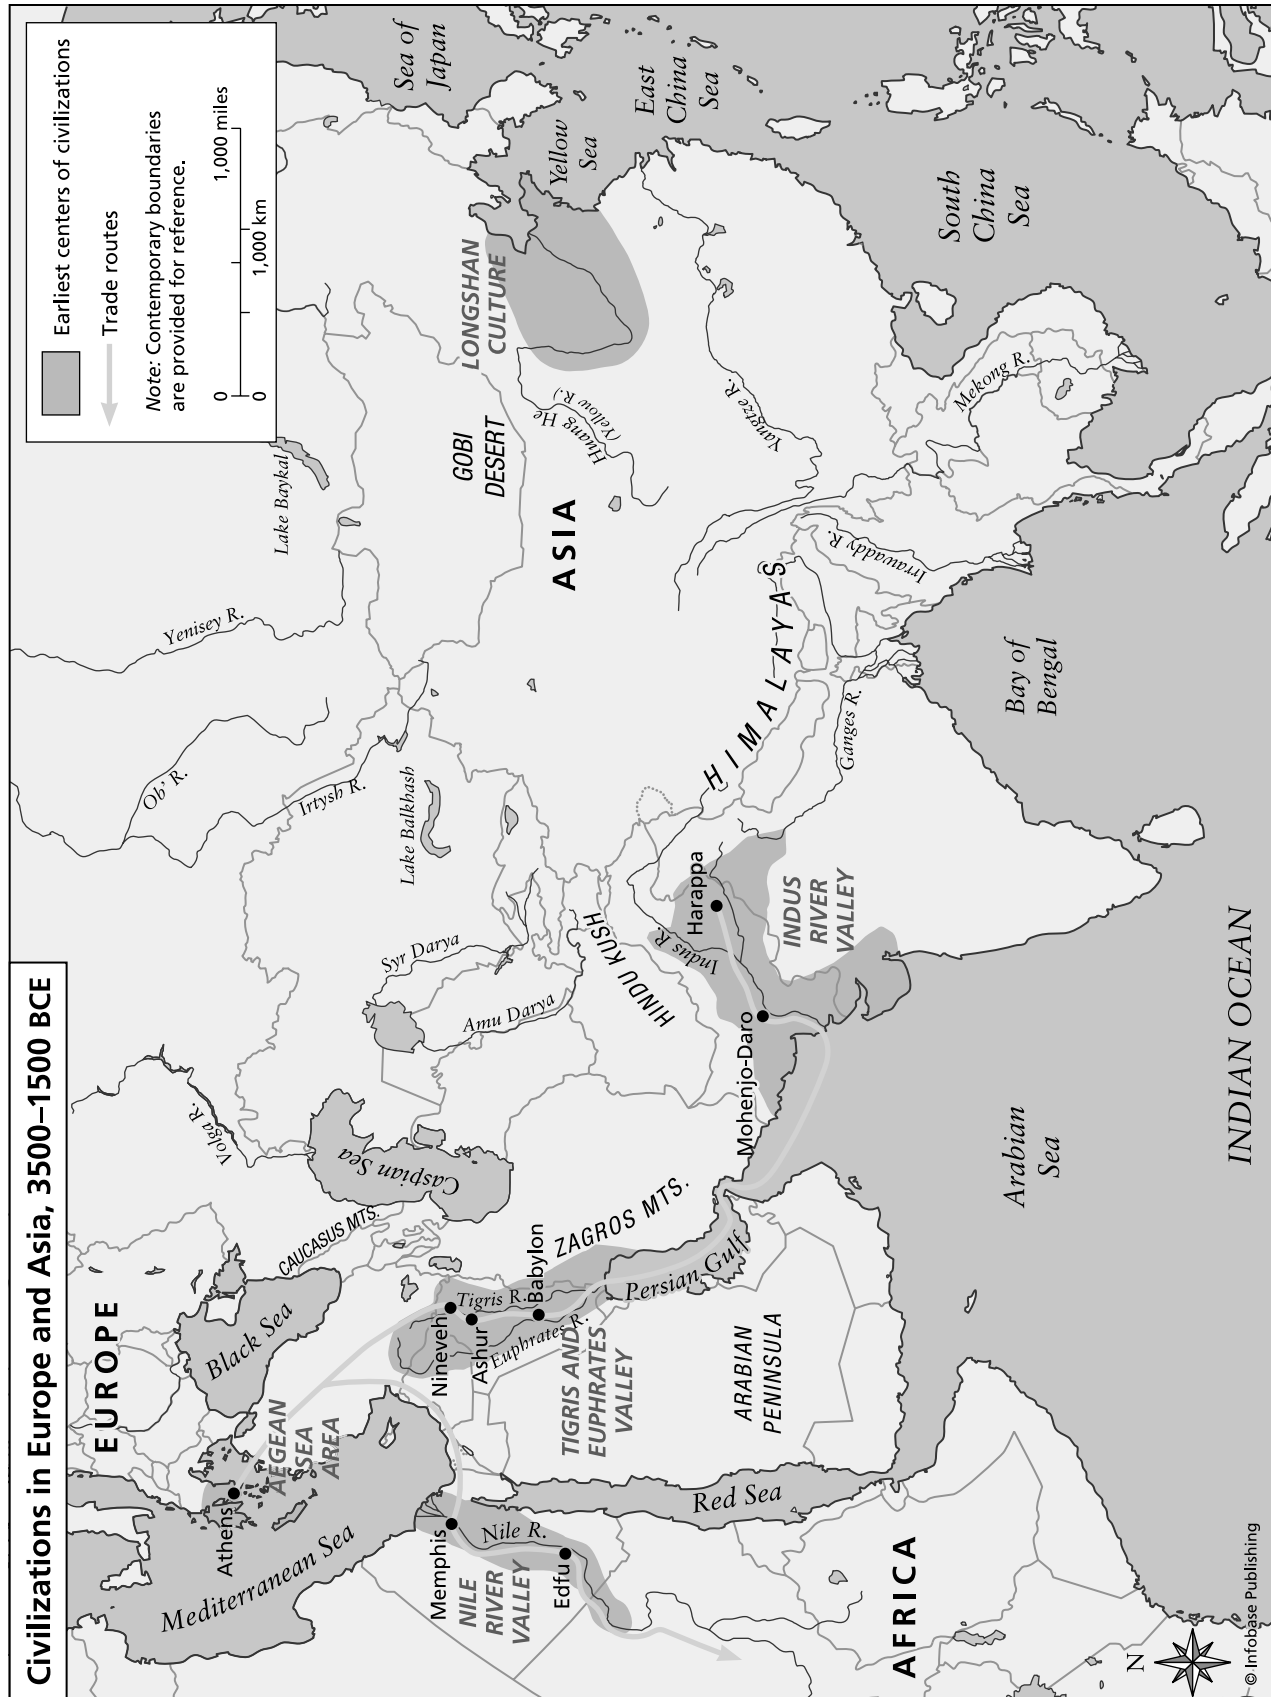 Civilizations in Europe and Asia, 3500–1500 BCE
Earliest centers of civilizations
Trade routes
Note: Contemporary boundaries
are provided for reference.
0
1,000 miles
0
1,000 km
EUROPE
Volga R.
Ob' R.
Irtysh R.
Yenisey R.
Lake Baykal
Sea of
Japan
Black Sea
CAUCASUS MTS.
Caspian Sea
Syr Darya
Amu Darya
Lake Balkhash
GOBI
DESERT
LONGSHAN
CULTURE
Yellow
Sea
East
China
Sea
Athens
AEGEAN
SEA
AREA
Mediterranean Sea
Nineveh
Ashur
Tigris R.
Euphrates R.
Babylon
TIGRIS AND
EUPHRATES
VALLEY
ZAGROS MTS.
HINDU KUSH
ASIA
Huang He
(Yellow R.)
Yangtze R.
Memphis
NILE
RIVER
VALLEY
Nile R.
Edfu
Persian Gulf
ARABIAN
PENINSULA
Mohenjo-Daro
Indus R.
Harappa
INDUS
RIVER
VALLEY
HIMALAYAS
Ganges R.
Irrawaddy R.
Mekong R.
South
China
Sea
Red Sea
AFRICA
Arabian
Sea
Bay of
Bengal
INDIAN OCEAN
N
© Infobase Publishing